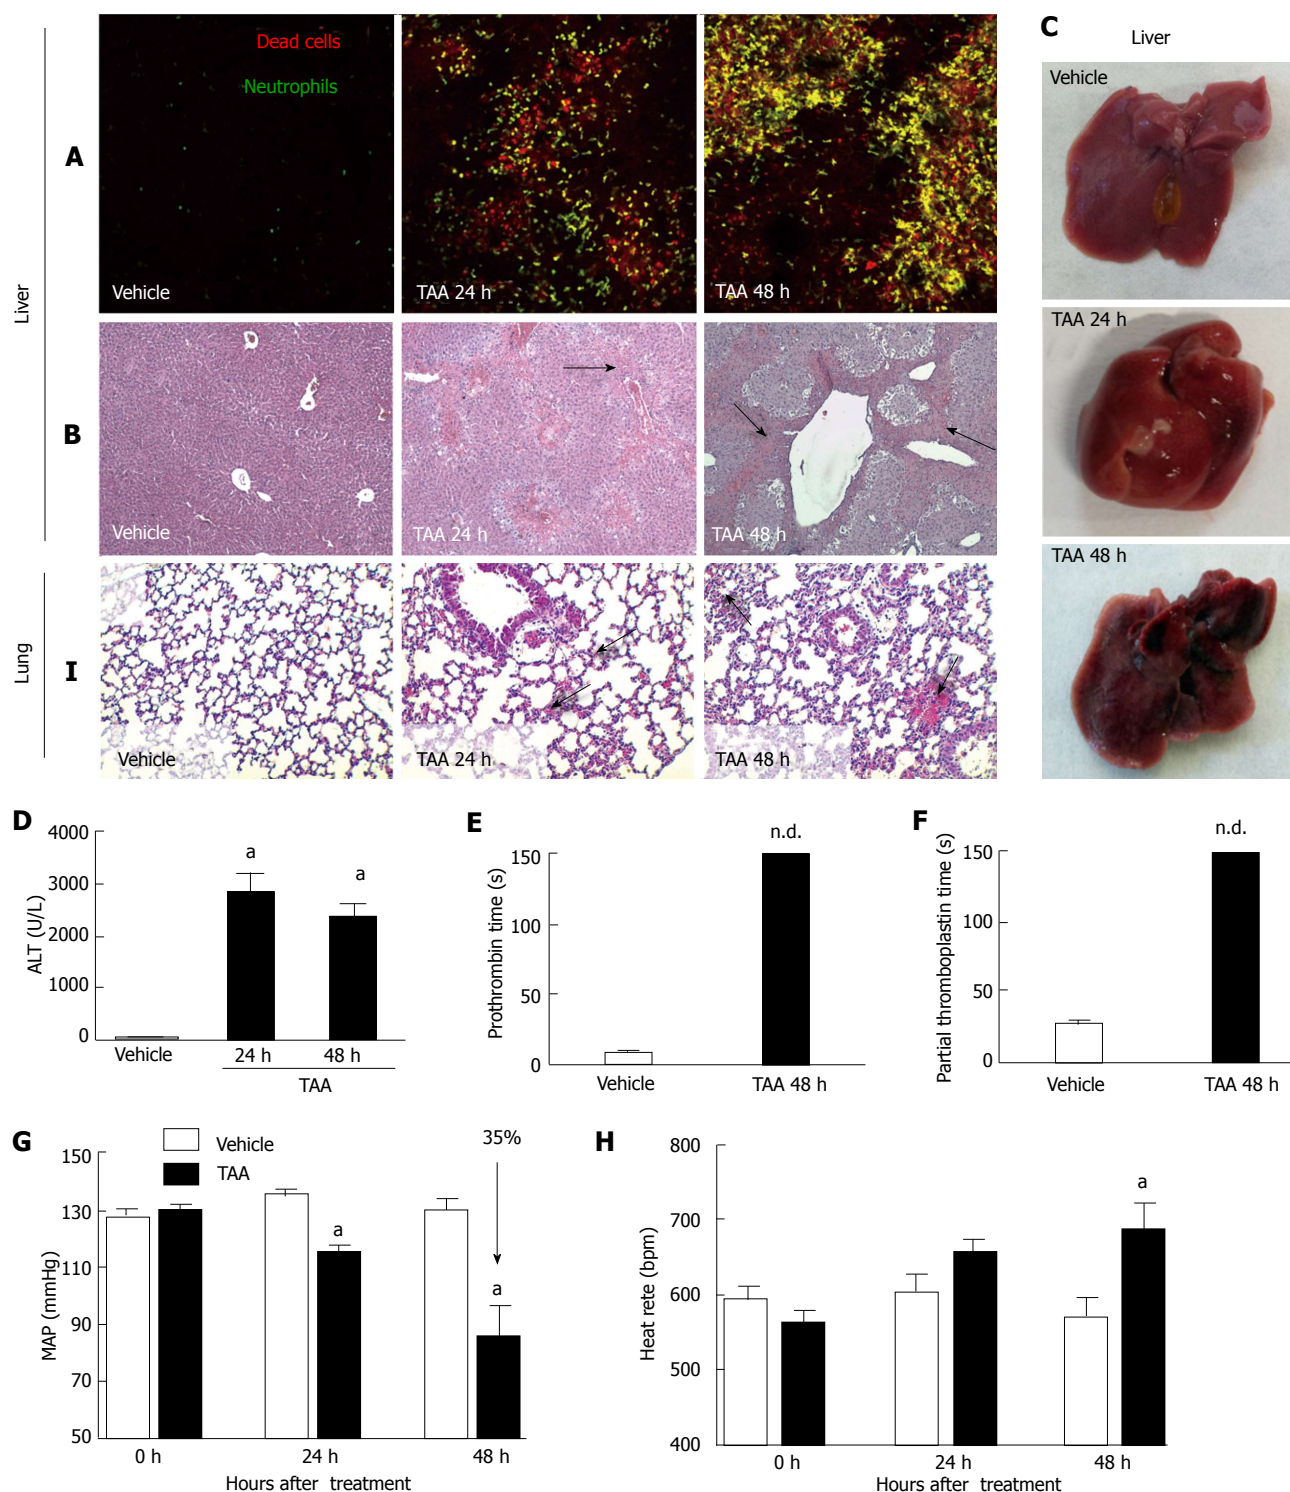 Dead cells
Neutrophils
A
Vehicle
TAA 24 h
TAA 48 h
Liver
B
Vehicle
TAA 24 h
TAA 48 h
Lung
I
Vehicle
TAA 24 h
TAA 48 h
C
Liver
Vehicle
TAA 24 h
TAA 48 h
D
4000
3000
2000
1000
0
ALT (U/L)
a
a
Vehicle
24 h
48 h
TAA
E
n.d.
150
100
50
0
Prothrombin time (s)
Vehicle
TAA 48 h
F
n.d.
150
100
50
0
Partial thromboplastin time (s)
Vehicle
TAA 48 h
G
Vehicle
TAA
35%
150
130
110
90
70
50
MAP (mmHg)
a
a
0 h
24 h
48 h
Hours after treatment
H
800
700
600
500
400
Heat rete (bpm)
a
0 h
24 h
48 h
Hours after treatment